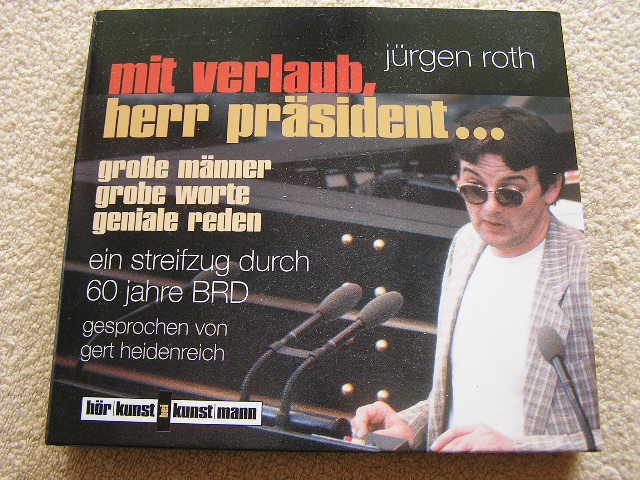 jürgen roth
mit verlaub,
herr präsident...
große männer
grobe worte
geniale reden
ein streifzug durch
60 jahre BRD
gesprochen von
gert heidenreich
hör|kunst bei kunst|mann